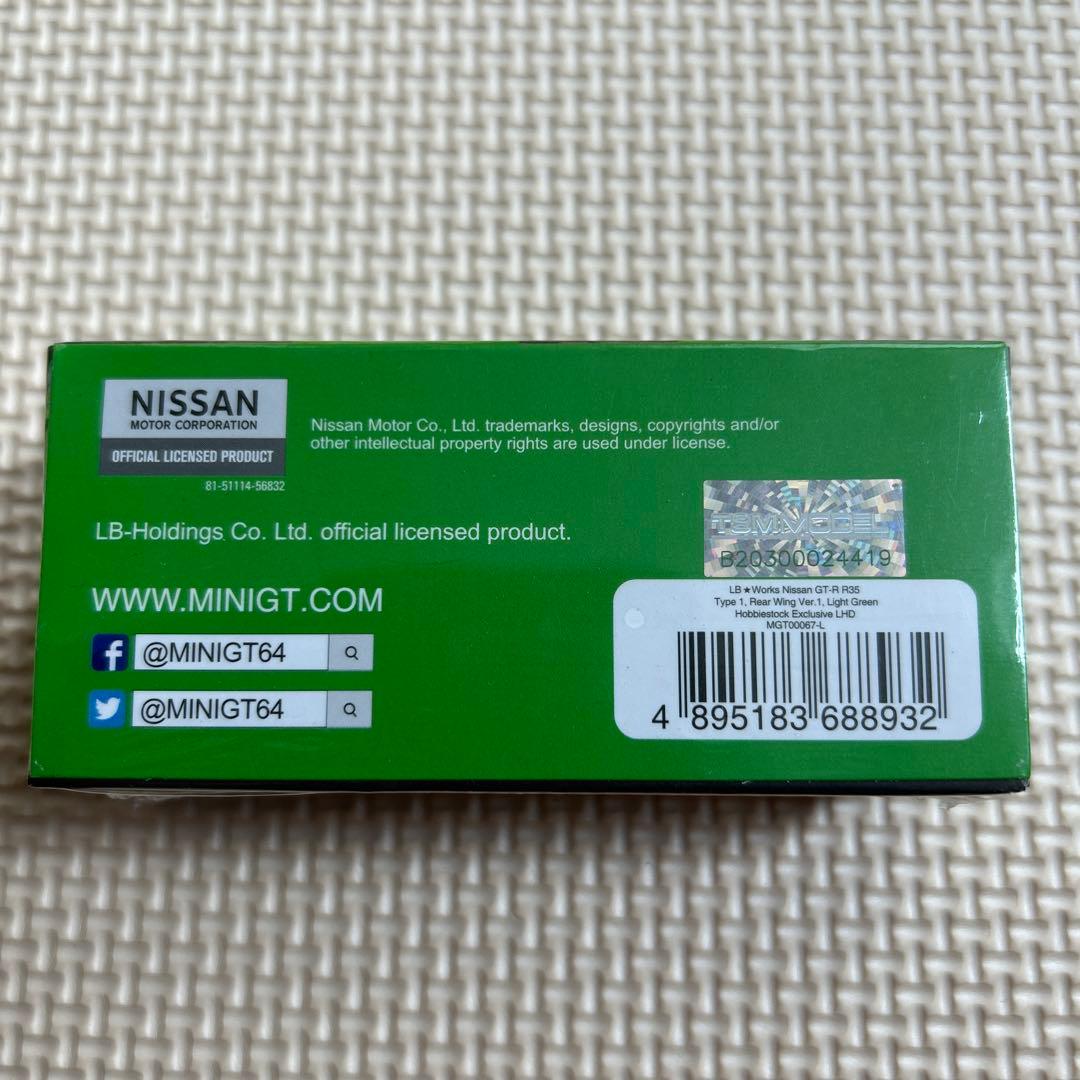 NISSAN
MOTOR CORPORATION
OFFICIAL LICENSED PRODUCT
81-51114-56832
Nissan Motor Co., Ltd. trademarks, designs, copyrights and/or
other intellectual property rights are used under license.
LB-Holdings Co. Ltd. official licensed product.
WWW.MINIGT.COM
f @MINIGT64
@MINIGT64
TSMMODEL
B20300024419
LB★Works Nissan GT-R R35
Type 1, Rear Wing Ver.1, Light Green
Hobbiestock Exclusive LHD
MGT00067-L
4 895183 688932